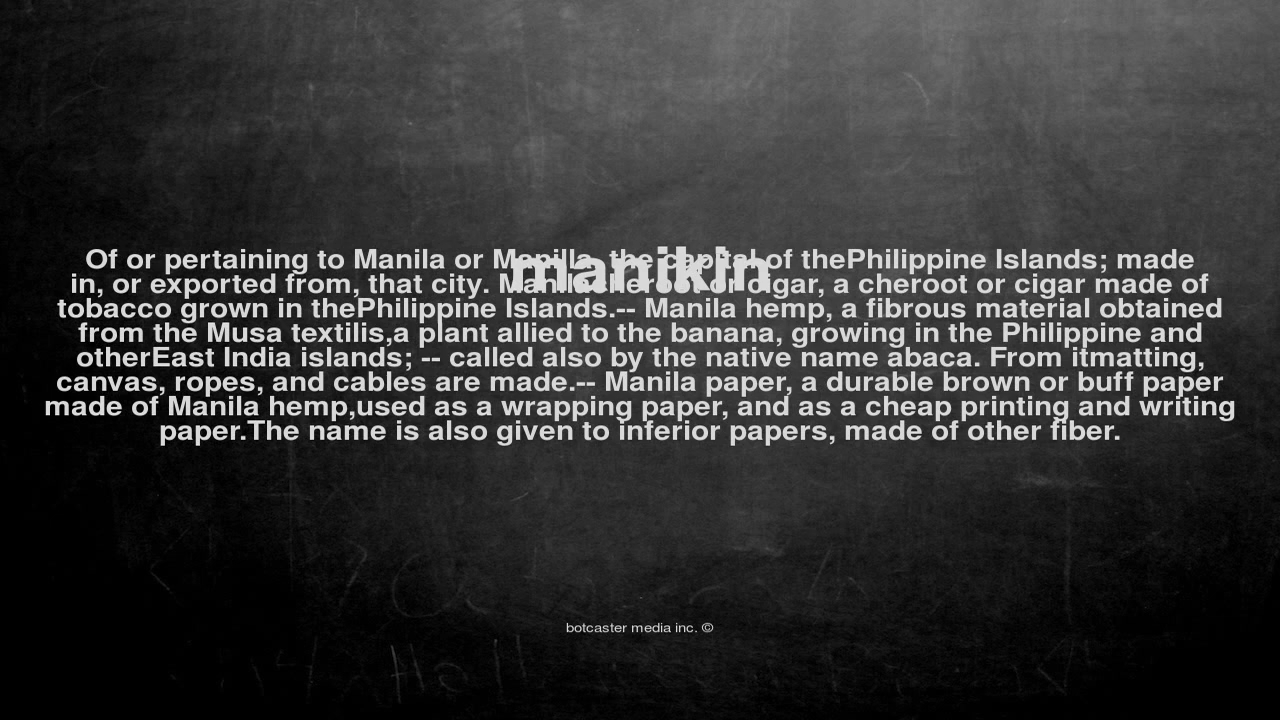 manikin
Of or pertaining to Manila or Manilla, the capital of thePhilippine Islands; made
in, or exported from, that city. Manilacheroot or cigar, a cheroot or cigar made of
tobacco grown in thePhilippine Islands.-- Manila hemp, a fibrous material obtained
from the Musa textilis,a plant allied to the banana, growing in the Philippine and
otherEast India islands; -- called also by the native name abaca. From itmatting,
canvas, ropes, and cables are made.-- Manila paper, a durable brown or buff paper
made of Manila hemp,used as a wrapping paper, and as a cheap printing and writing
paper.The name is also given to inferior papers, made of other fiber.
botcaster media inc. ©